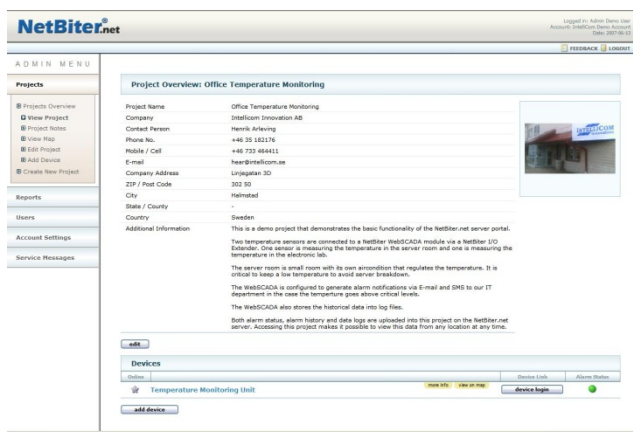 NetBiter.net
Logged in: Admin Demo User
Account: IntelliCom Demo Account
Date: 2007-06-13
FEEDBACK LOGOUT
ADMIN MENU
Projects
Projects Overview
View Project
Project Notes
View Map
Edit Project
Add Device
Create New Project
Reports
Users
Account Settings
Service Messages
Project Overview: Office Temperature Monitoring
Project Name Office Temperature Monitoring
Company Intellicom Innovation AB
Contact Person Henrik Arleving
Phone No. +46 35 182176
Mobile / Cell +46 733 464411
E-mail hear@intellicom.se
Company Address Linjegatan 3D
ZIP / Post Code 302 50
City Halmstad
State / County -
Country Sweden
Additional Information This is a demo project that demonstrates the basic functionality of the NetBiter.net server portal.
Two temperature sensors are connected to a NetBiter WebSCADA module via a NetBiter I/O
Extender. One sensor is measuring the temperature in the server room and one is measuring the
temperature in the electronic lab.
The server room is small room with its own aircondition that regulates the temperature. It is
critical to keep a low temperature to avoid server breakdown.
The WebSCADA is configured to generate alarm notifications via E-mail and SMS to our IT
department in the case the temperture goes above critical levels.
The WebSCADA also stores the historical data into log files.
Both alarm status, alarm history and data logs are uploaded into this project on the NetBiter.net
server. Accessing this project makes it possible to view this data from any location at any time.
INTELLICOM
edit
Devices
Online Device Link Alarm Status
Temperature Monitoring Unit more info view on map device login
add device